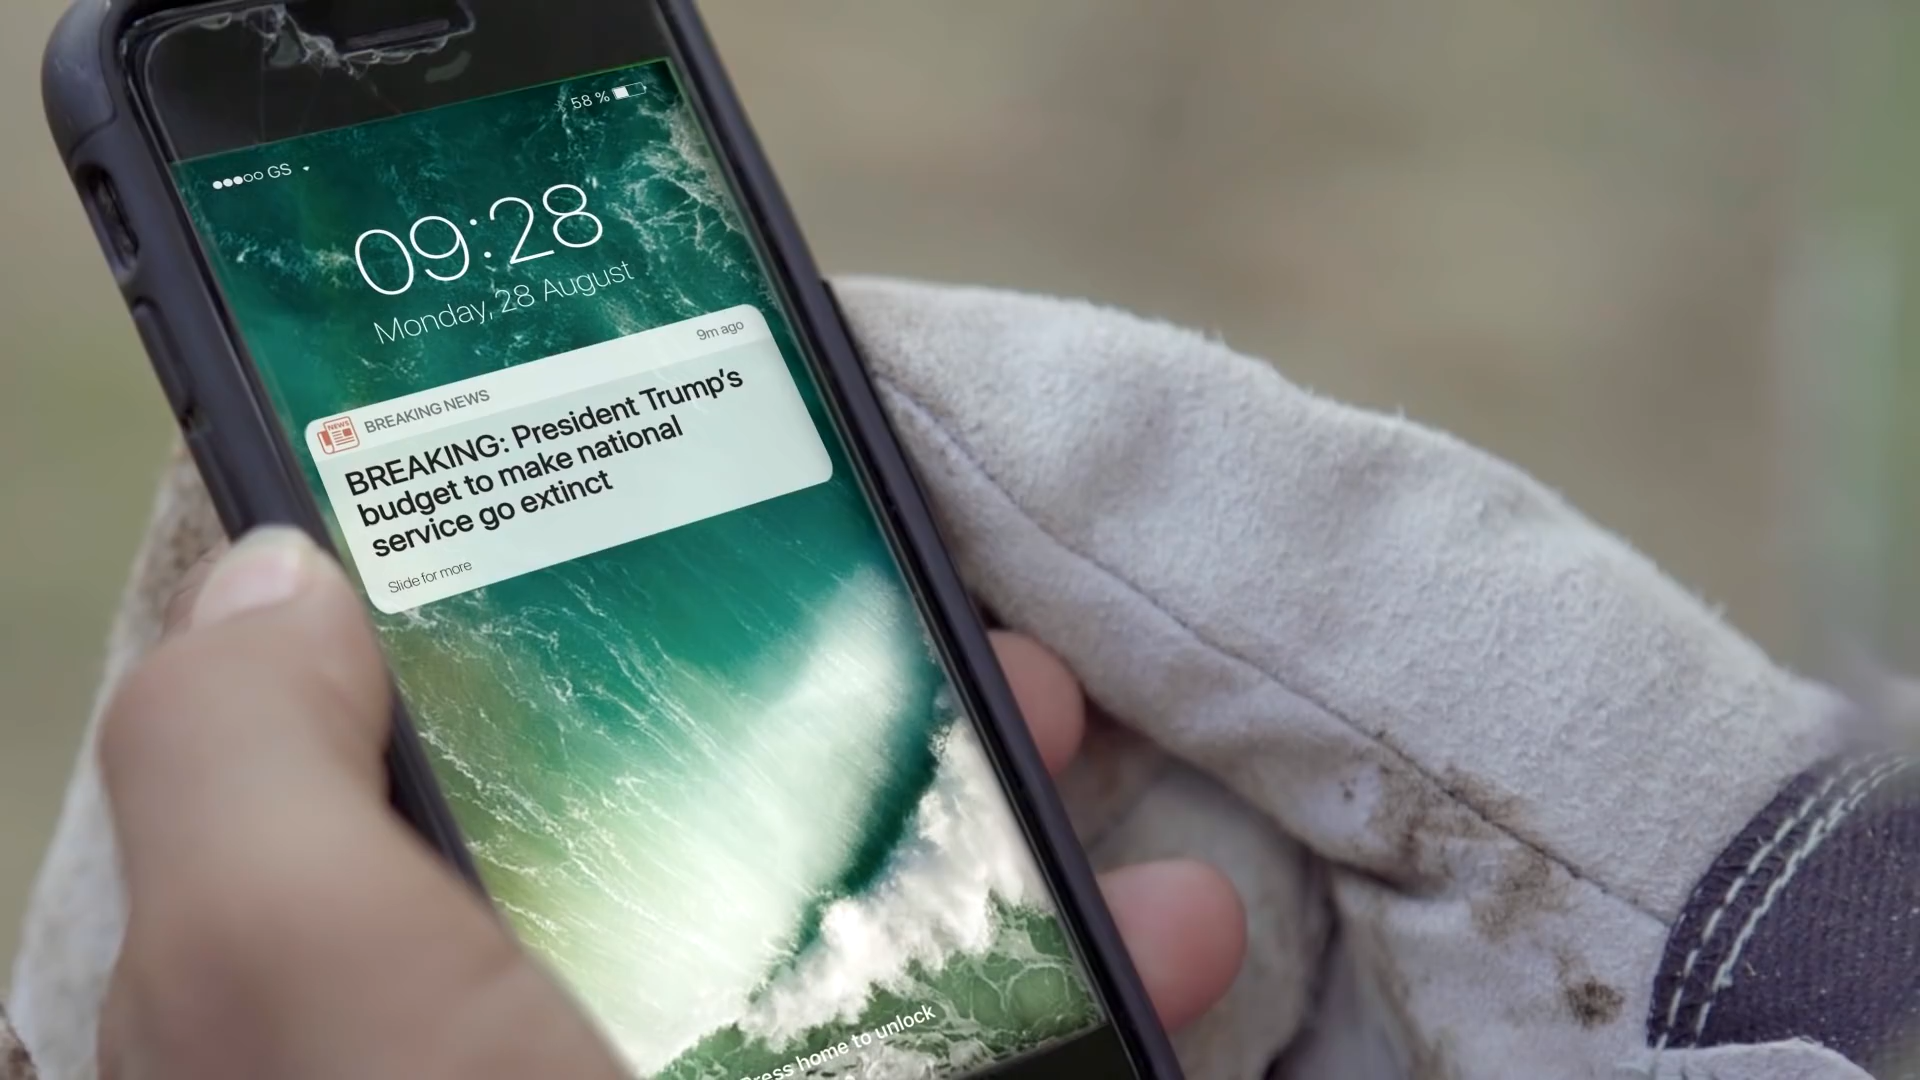 58 %
●●●○○ GS
09:28
Monday, 28 August
9m ago
NEWS
BREAKING NEWS
BREAKING: President Trump's
budget to make national
service go extinct
Slide for more
Press home to unlock